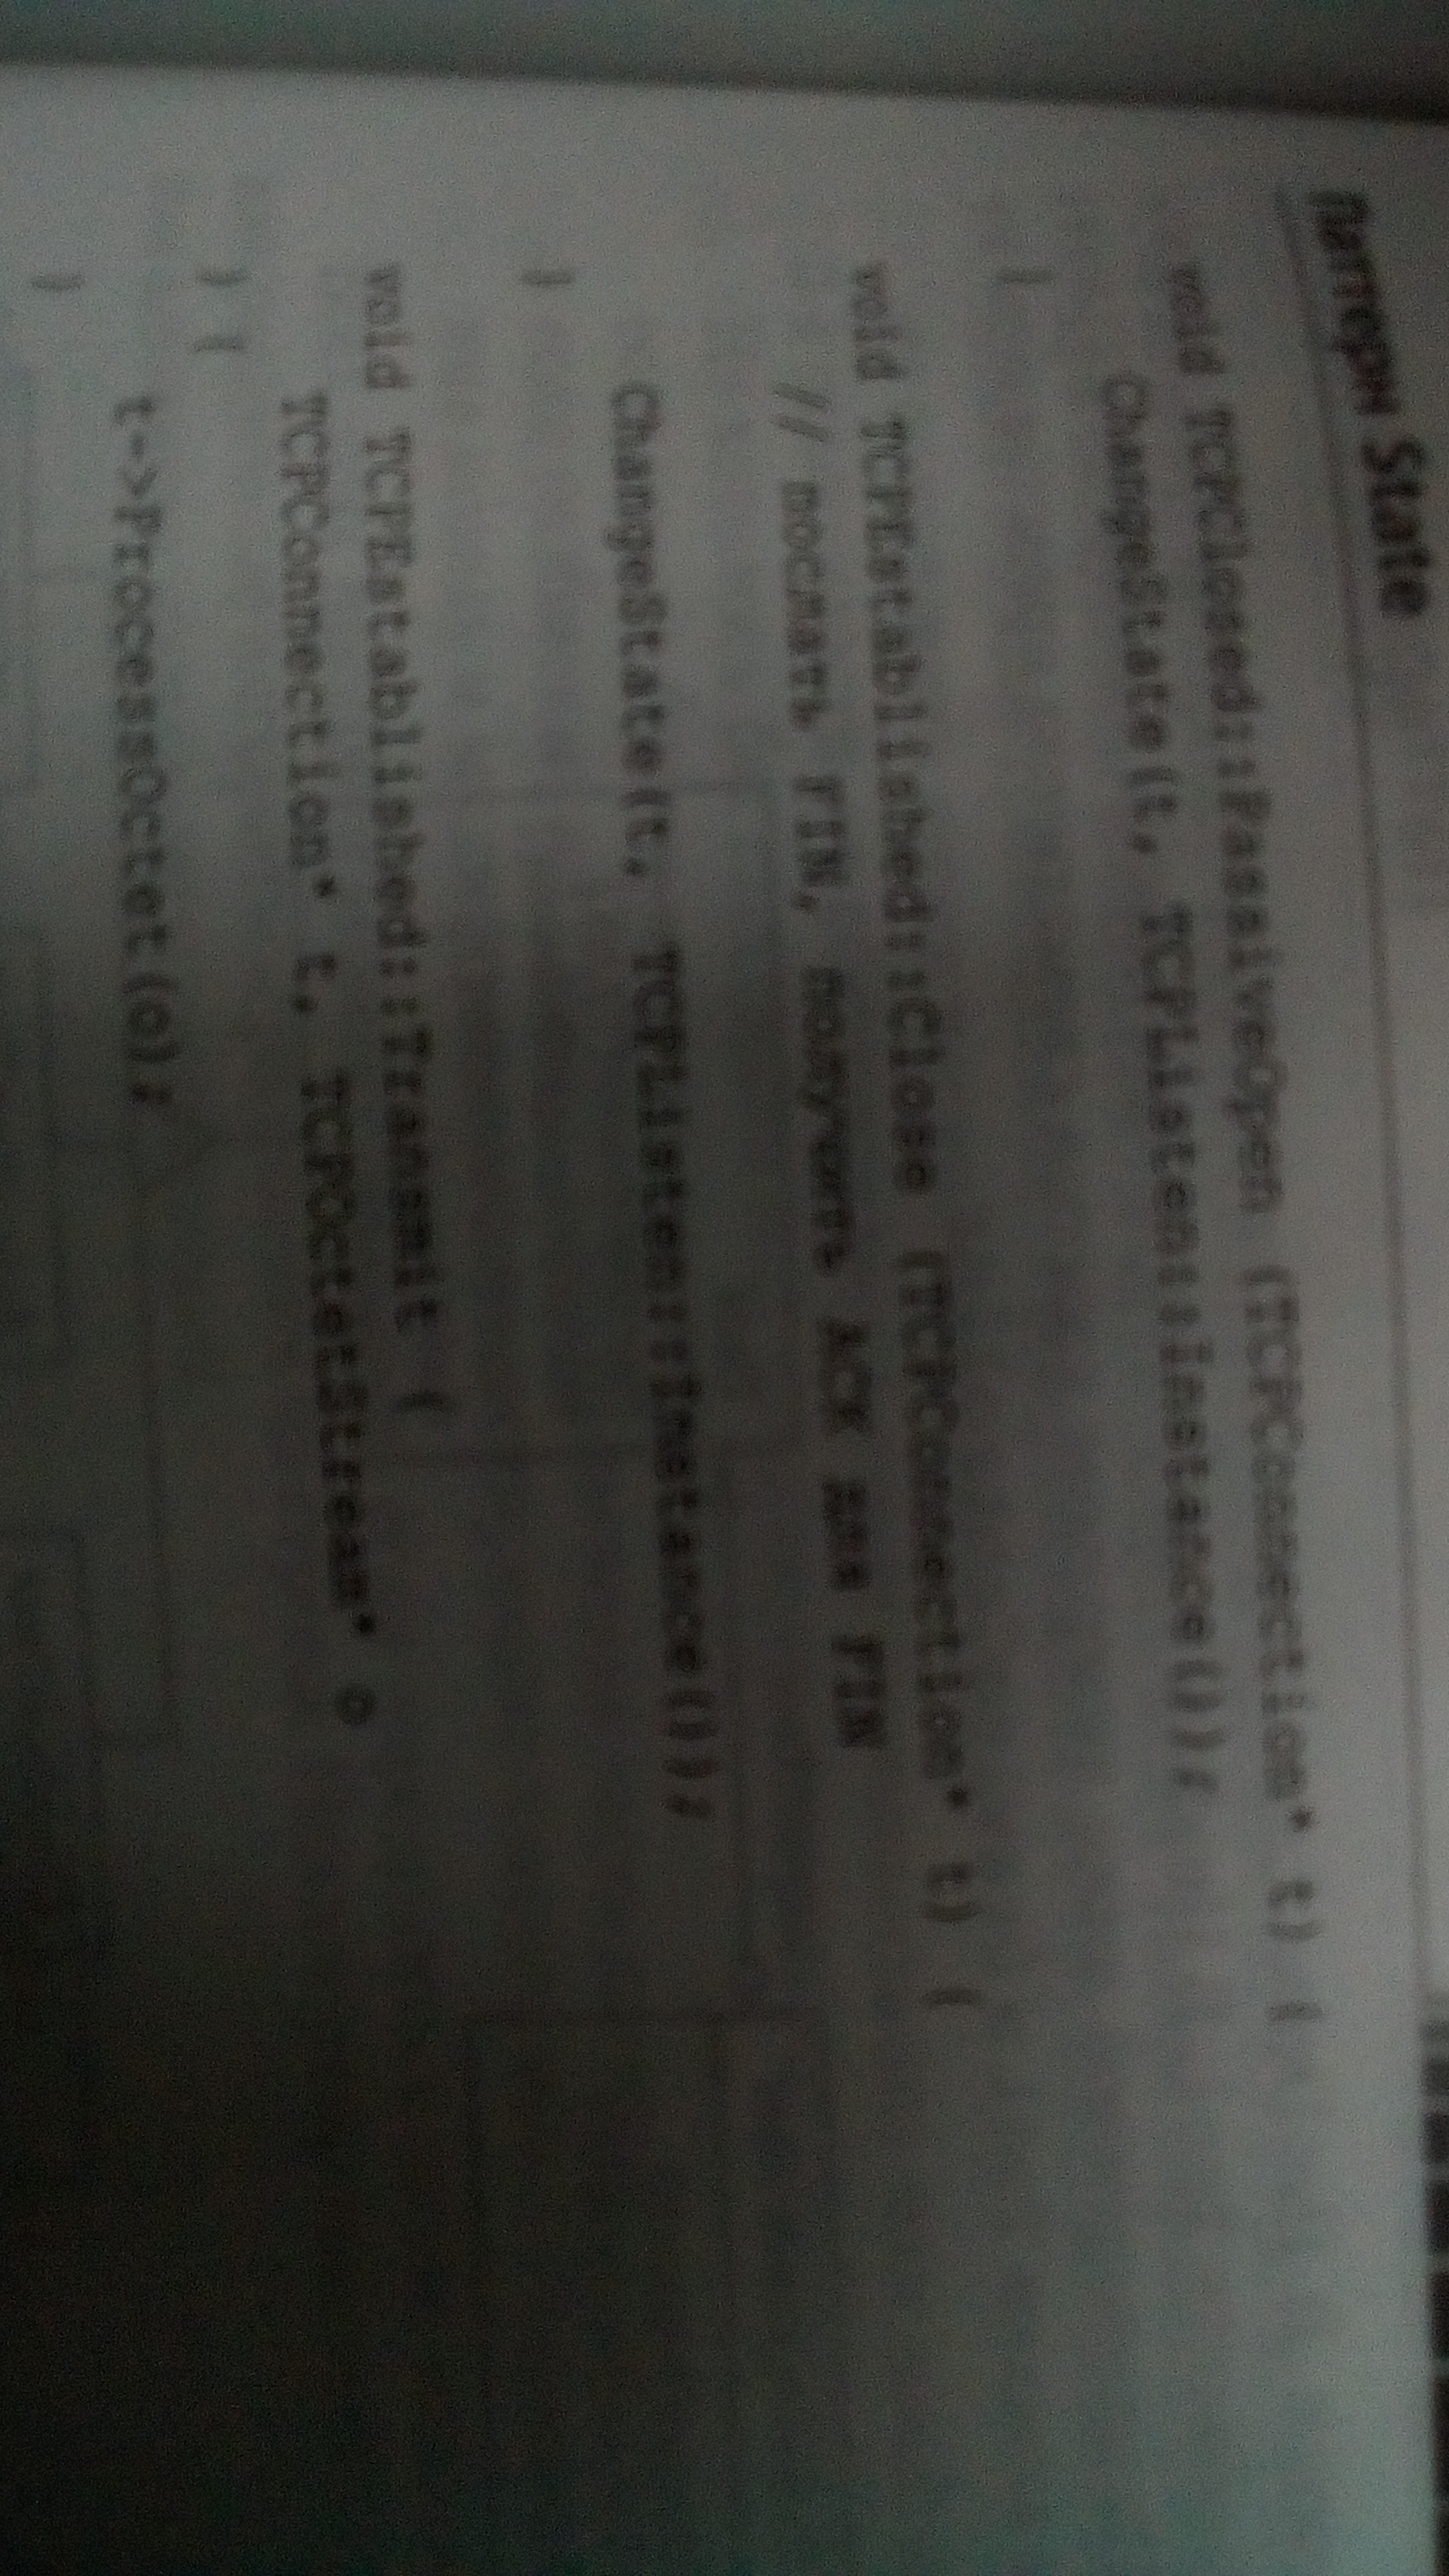 Паттерн State
void TCPClosed::PassiveOpen (TCPConnection* t) {
ChangeState(t, TCPListen::Instance());
}
void TCPEstablished::Close (TCPConnection* t) {
// послать FIN, получить ACK для FIN
ChangeState(t, TCPListen::Instance());
}
void TCPEstablished::Transmit (
TCPConnection* t, TCPOctetStream* o
) {
t->ProcessOctet(o);
}